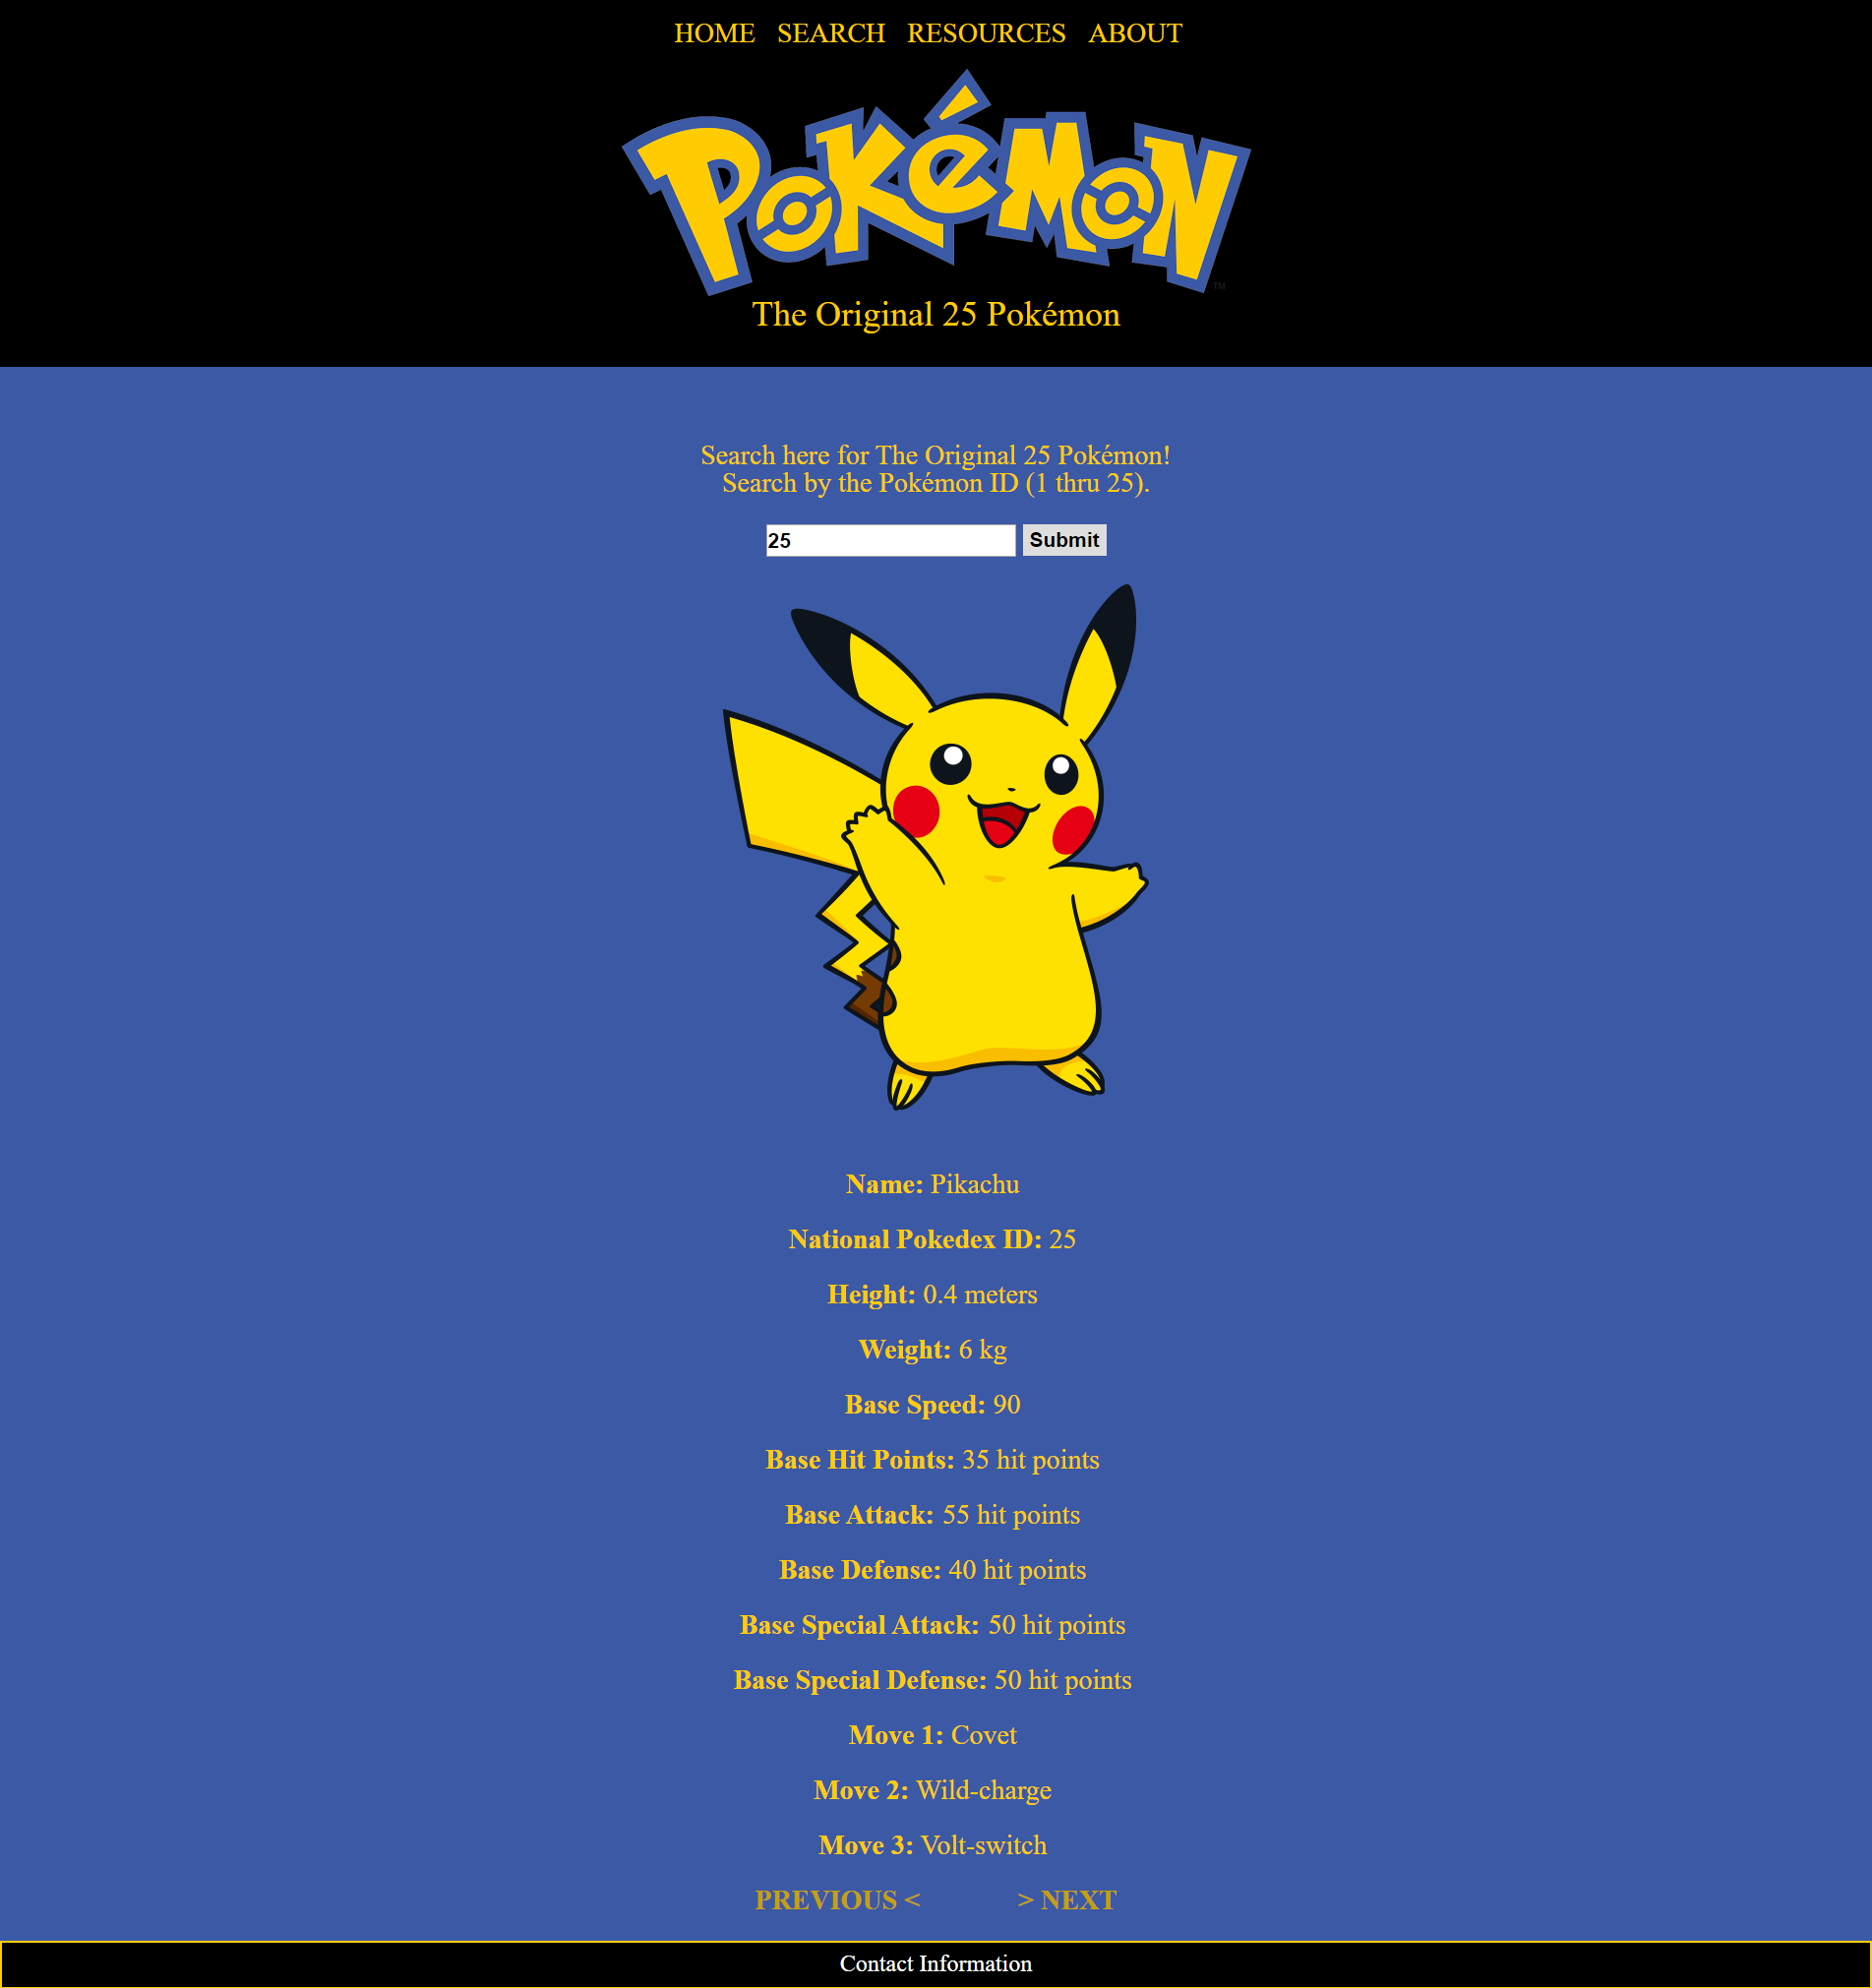 HOME SEARCH RESOURCES ABOUT
POKéMON
TM
The Original 25 Pokémon
Search here for The Original 25 Pokémon!
Search by the Pokémon ID (1 thru 25).
25 Submit
Name: Pikachu
National Pokedex ID: 25
Height: 0.4 meters
Weight: 6 kg
Base Speed: 90
Base Hit Points: 35 hit points
Base Attack: 55 hit points
Base Defense: 40 hit points
Base Special Attack: 50 hit points
Base Special Defense: 50 hit points
Move 1: Covet
Move 2: Wild-charge
Move 3: Volt-switch
PREVIOUS < > NEXT
Contact Information